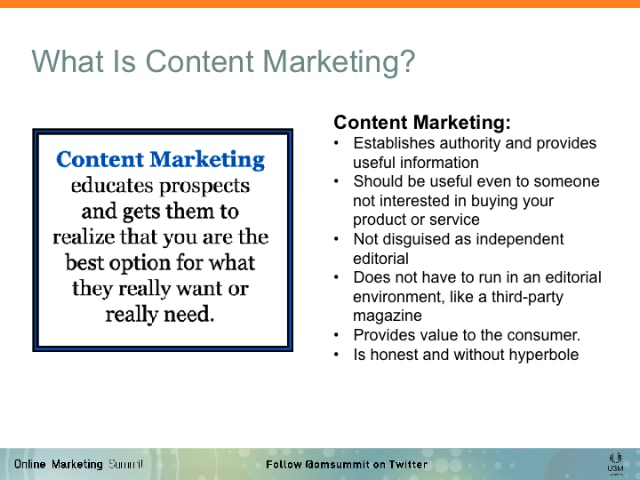 What Is Content Marketing?
Content Marketing
educates prospects
and gets them to
realize that you are the
best option for what
they really want or
really need.
Content Marketing:
• Establishes authority and provides
useful information
• Should be useful even to someone
not interested in buying your
product or service
• Not disguised as independent
editorial
• Does not have to run in an editorial
environment, like a third-party
magazine
• Provides value to the consumer.
• Is honest and without hyperbole
Online Marketing Summit
Follow @omsummit on Twitter
UBM